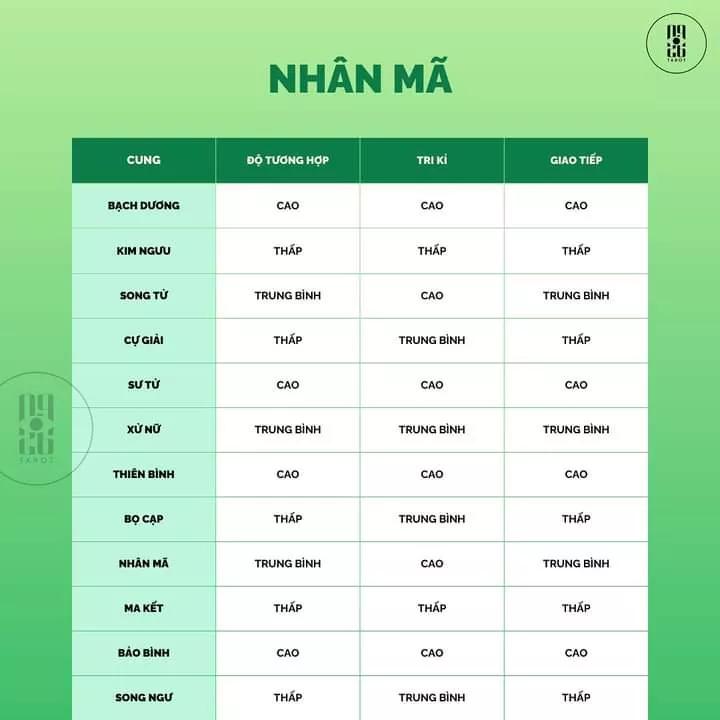 NHÂN MÃ
TAROT
CUNG ĐỘ TƯƠNG HỢP TRI KỈ GIAO TIẾP
BẠCH DƯƠNG CAO CAO CAO
KIM NGƯU THẤP THẤP THẤP
SONG TỬ TRUNG BÌNH CAO TRUNG BÌNH
CỰ GIẢI THẤP TRUNG BÌNH THẤP
SƯ TỬ CAO CAO CAO
XỬ NỮ TRUNG BÌNH TRUNG BÌNH TRUNG BÌNH
TAROT
THIÊN BÌNH CAO CAO CAO
BỌ CẠP THẤP TRUNG BÌNH THẤP
NHÂN MÃ TRUNG BÌNH CAO TRUNG BÌNH
MA KẾT THẤP THẤP THẤP
BẢO BÌNH CAO CAO CAO
SONG NGƯ THẤP TRUNG BÌNH THẤP